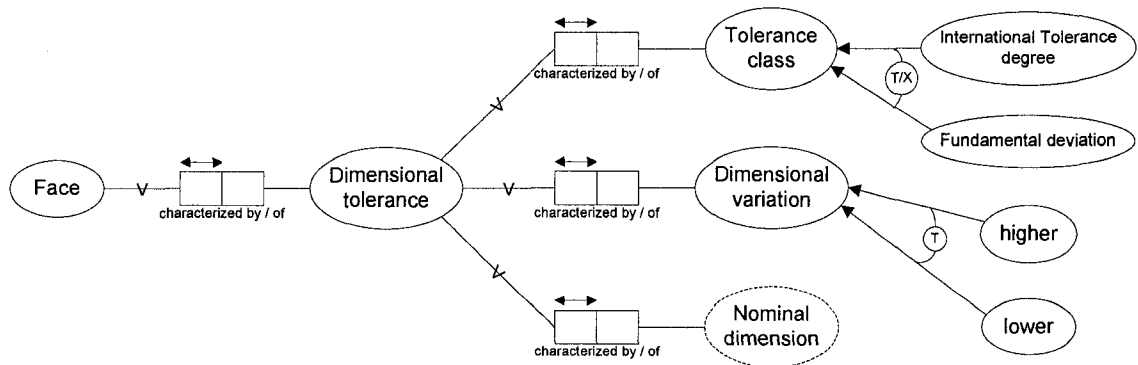 Tolerance
class
International Tolerance
degree
T/X
characterized by / of
Fundamental deviation
Face
V
characterized by / of
Dimensional
tolerance
V
V
characterized by / of
Dimensional
variation
T
higher
V
characterized by / of
Nominal
dimension
lower